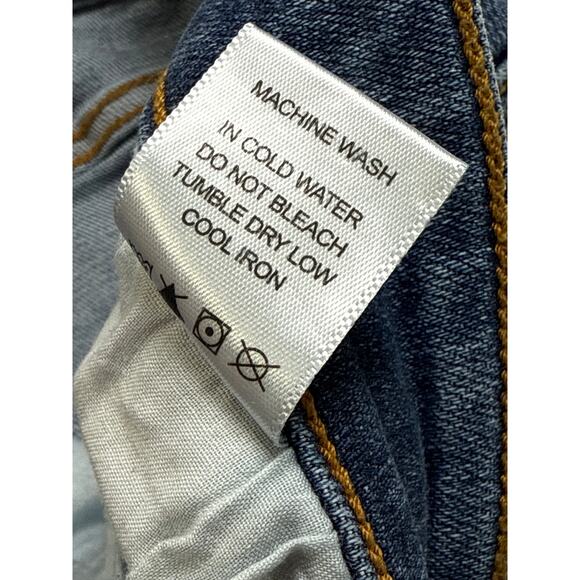 MACHINE WASH
IN COLD WATER
DO NOT BLEACH
TUMBLE DRY LOW
COOL IRON